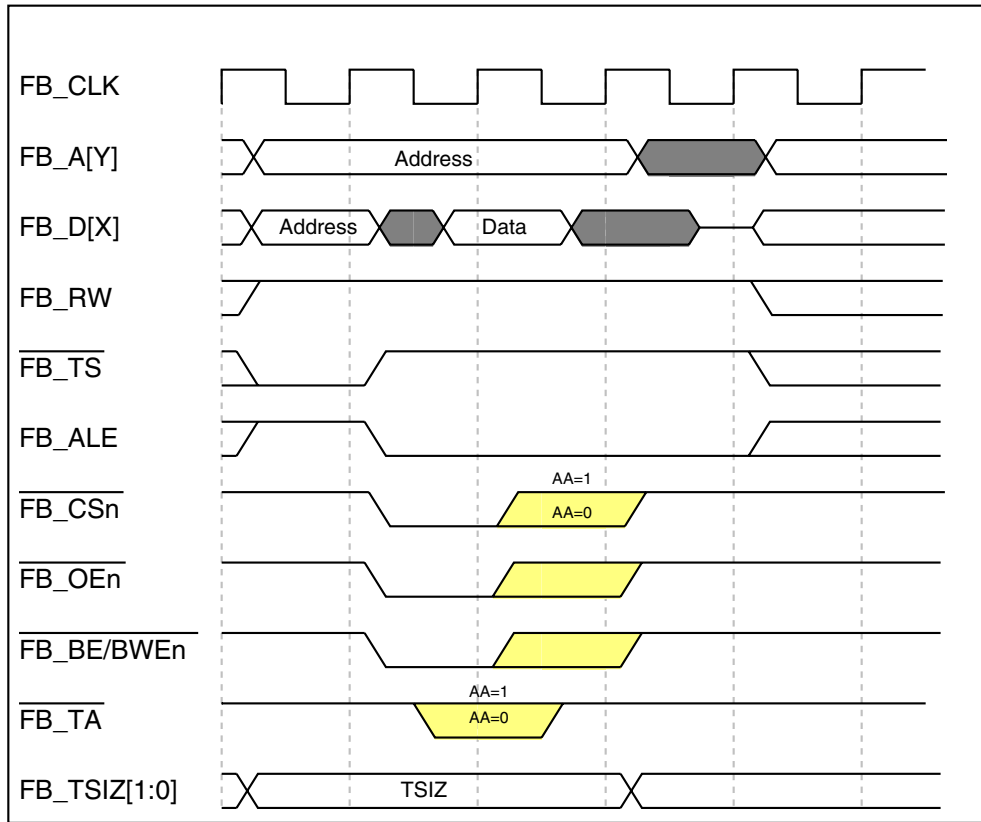 FB_CLK
FB_A[Y] Address
FB_D[X] Address Data
FB_RW
FB_TS
FB_ALE
AA=1
FB_CSn AA=0
FB_OEn
FB_BE/BWEn
AA=1
FB_TA AA=0
FB_TSIZ[1:0] TSIZ